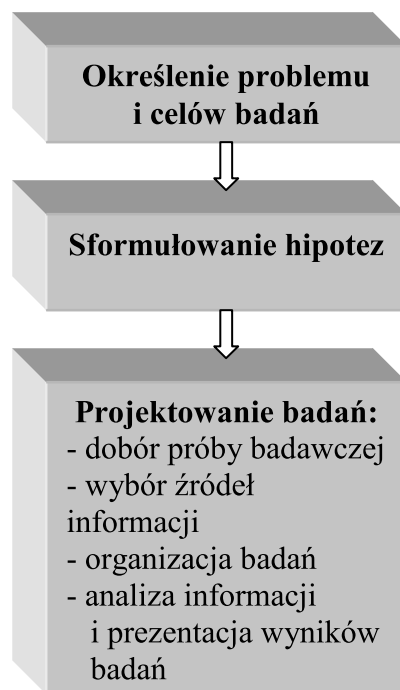 Określenie problemu
i celów badań
Sformułowanie hipotez
Projektowanie badań:
- dobór próby badawczej
- wybór źródeł
informacji
- organizacja badań
- analiza informacji
i prezentacja wyników
badań